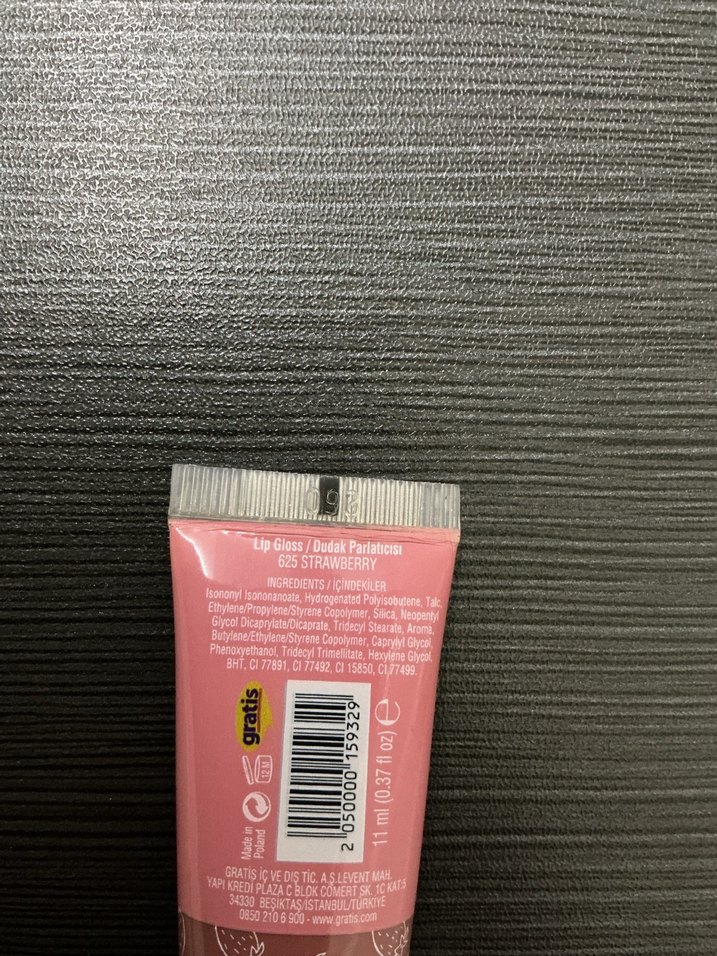 Lip Gloss / Dudak Parlatıcısı
625 STRAWBERRY
INGREDIENTS / İÇİNDEKİLER
Isononyl Isononanoate, Hydrogenated Polyisobutene, Talc,
Ethylene/Propylene/Styrene Copolymer, Silica, Neopentyl
Glycol Dicaprylate/Dicaprate, Tridecyl Stearate, Aroma,
Butylene/Ethylene/Styrene Copolymer, Caprylyl Glycol,
Phenoxyethanol, Tridecyl Trimellitate, Hexylene Glycol,
BHT. CI 77891, CI 77492, CI 15850, CI 77499.
gratis
12 M
Made in
Poland
2 050000 159329
11 ml (0.37 fl oz) e
GRATİS İÇ VE DIŞ TİC. A.Ş.LEVENT MAH.
YAPI KREDİ PLAZA C BLOK CÖMERT SK. 1C KAT:5
34330 BEŞİKTAŞ/İSTANBUL/TÜRKİYE
0850 210 6 900 - www.gratis.com